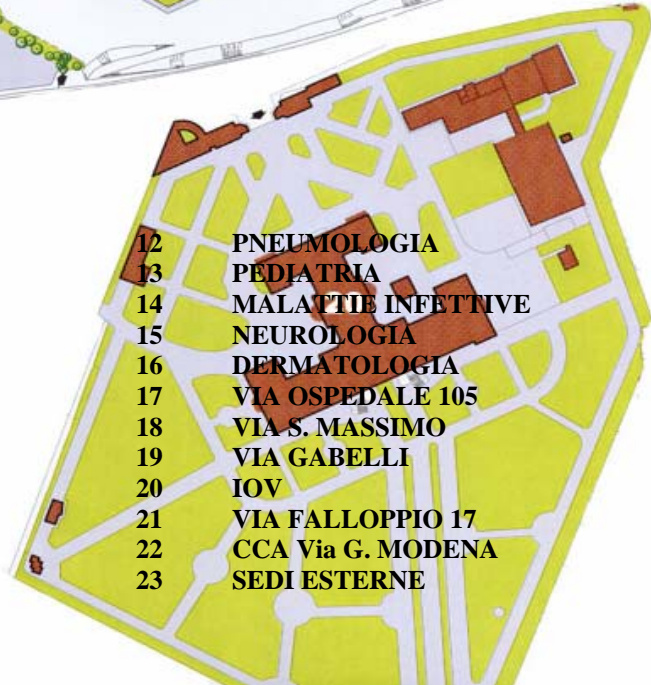 12 PNEUMOLOGIA
13 PEDIATRIA
14 MALATTIE INFETTIVE
15 NEUROLOGIA
16 DERMATOLOGIA
17 VIA OSPEDALE 105
18 VIA S. MASSIMO
19 VIA GABELLI
20 IOV
21 VIA FALLOPPIO 17
22 CCA Via G. MODENA
23 SEDI ESTERNE